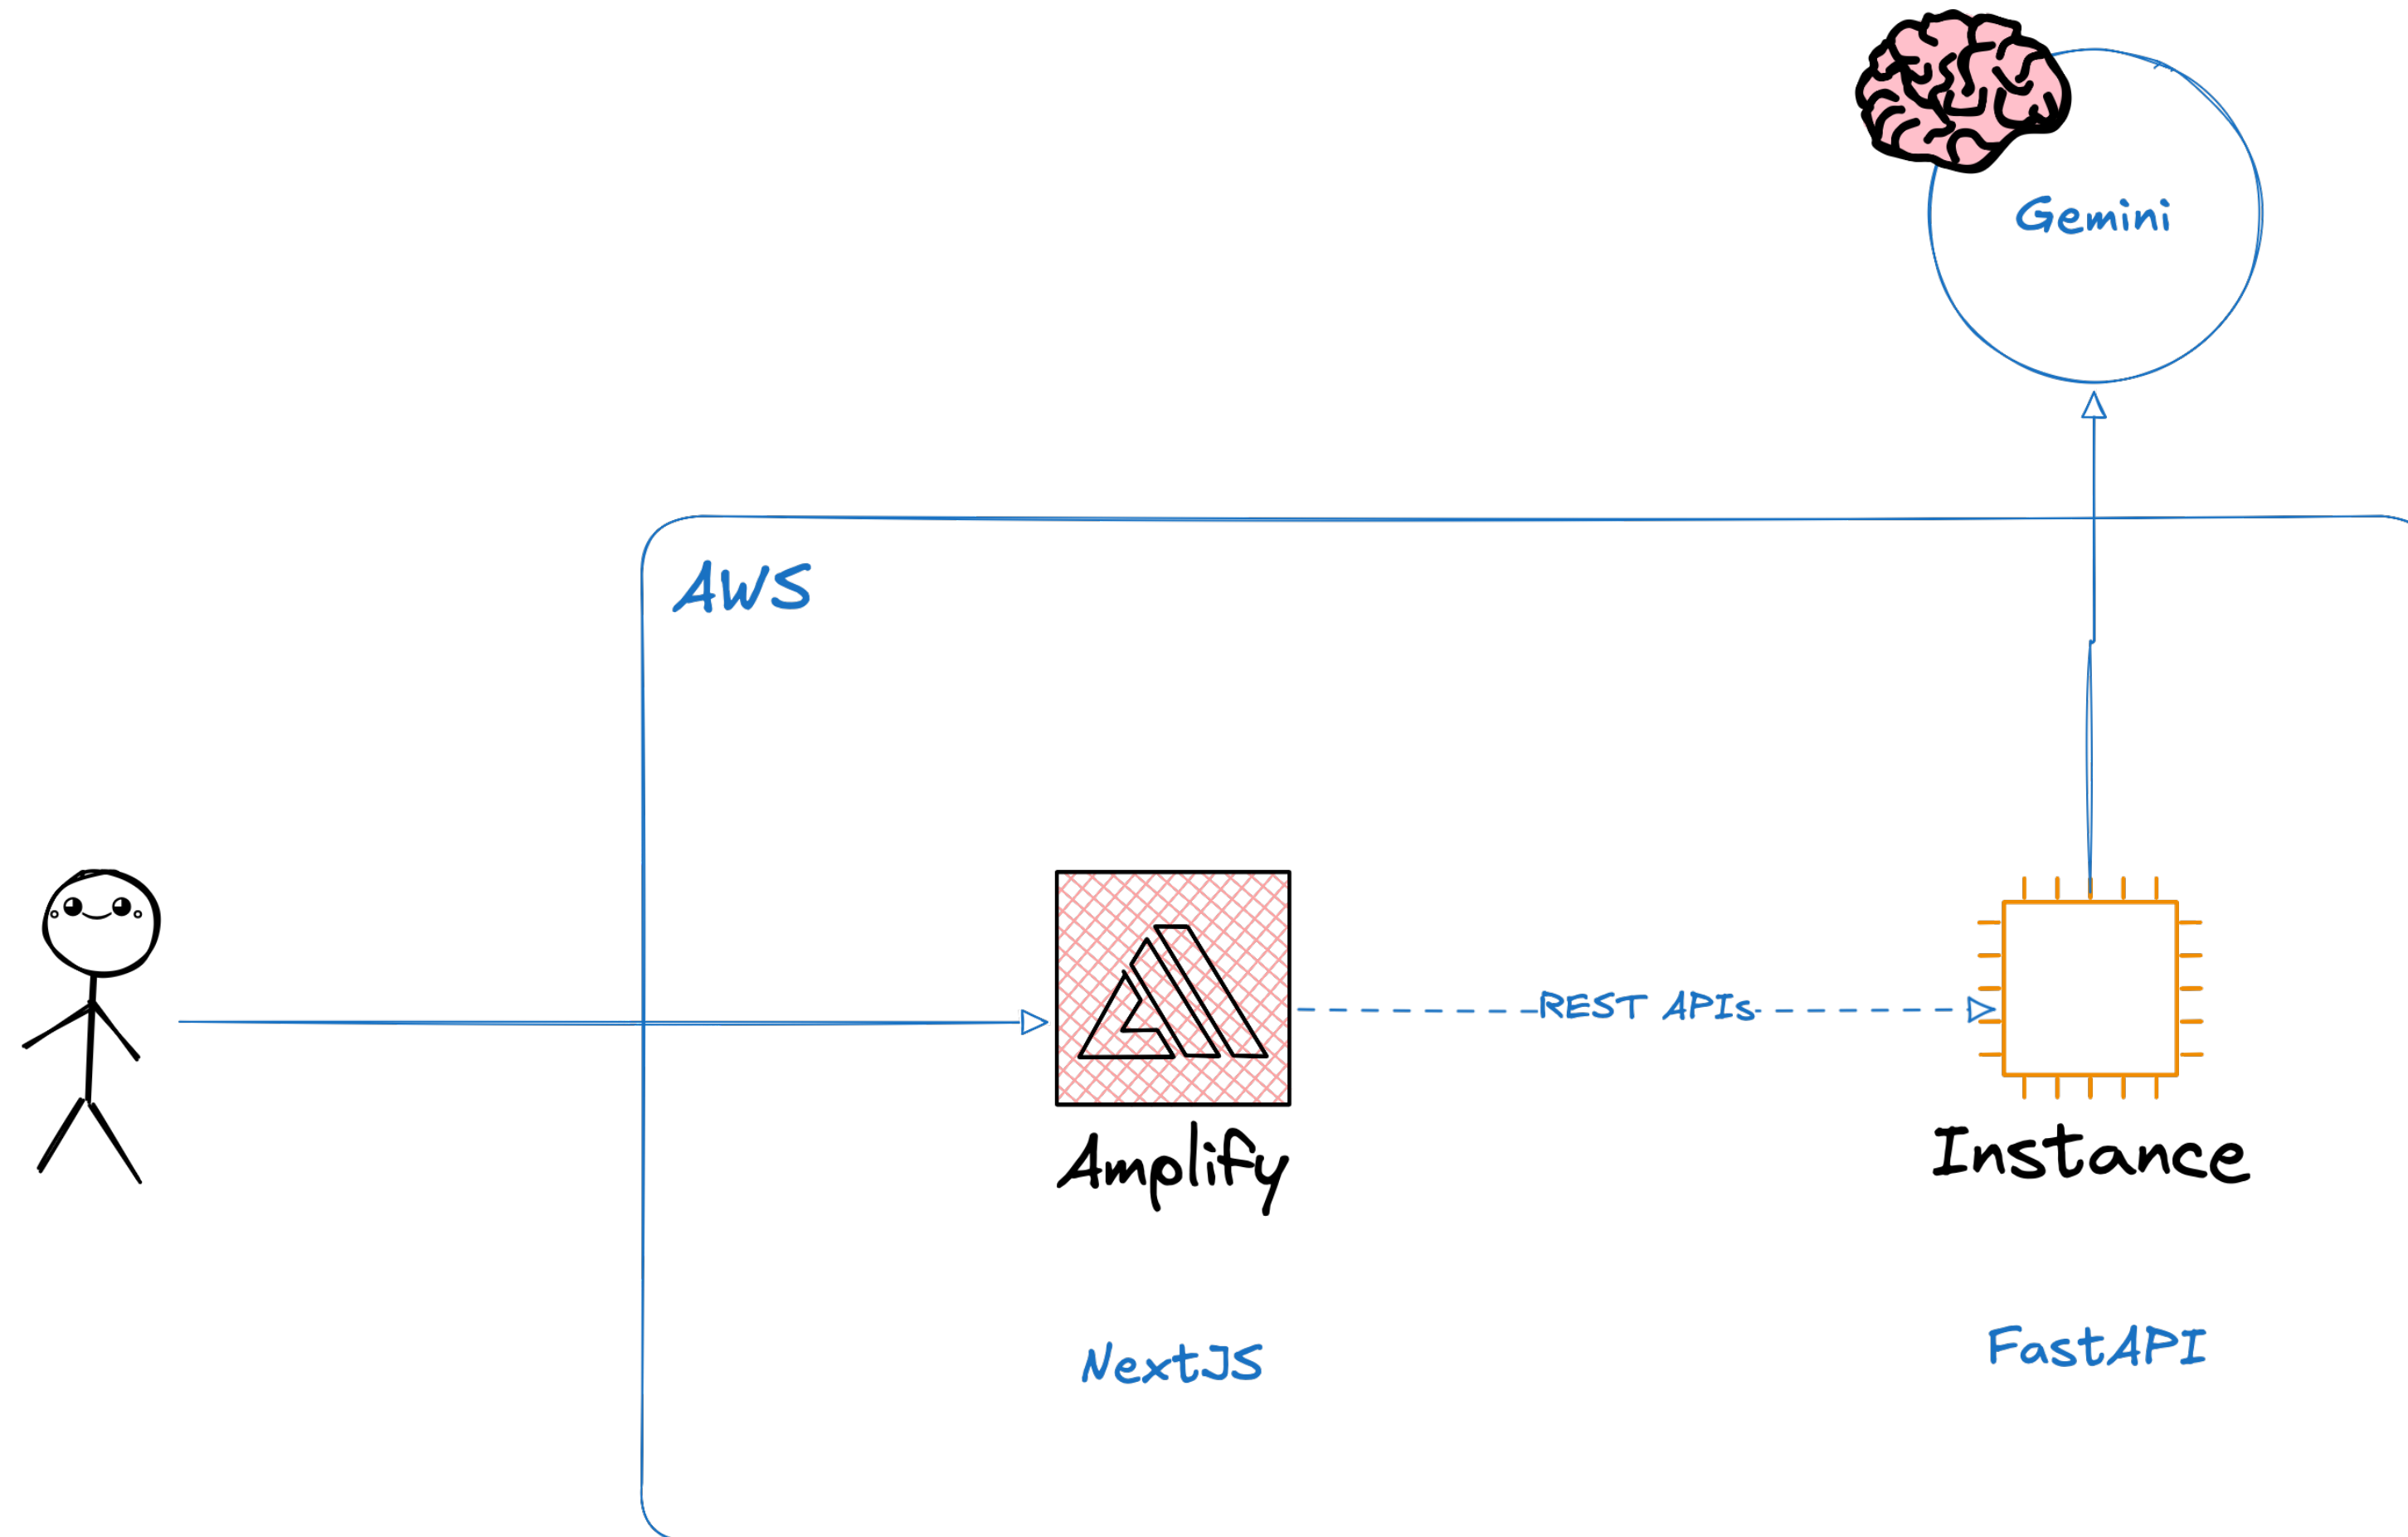 Gemini
AWS
REST APIs
Amplify
Instance
NextJS
FastAPI